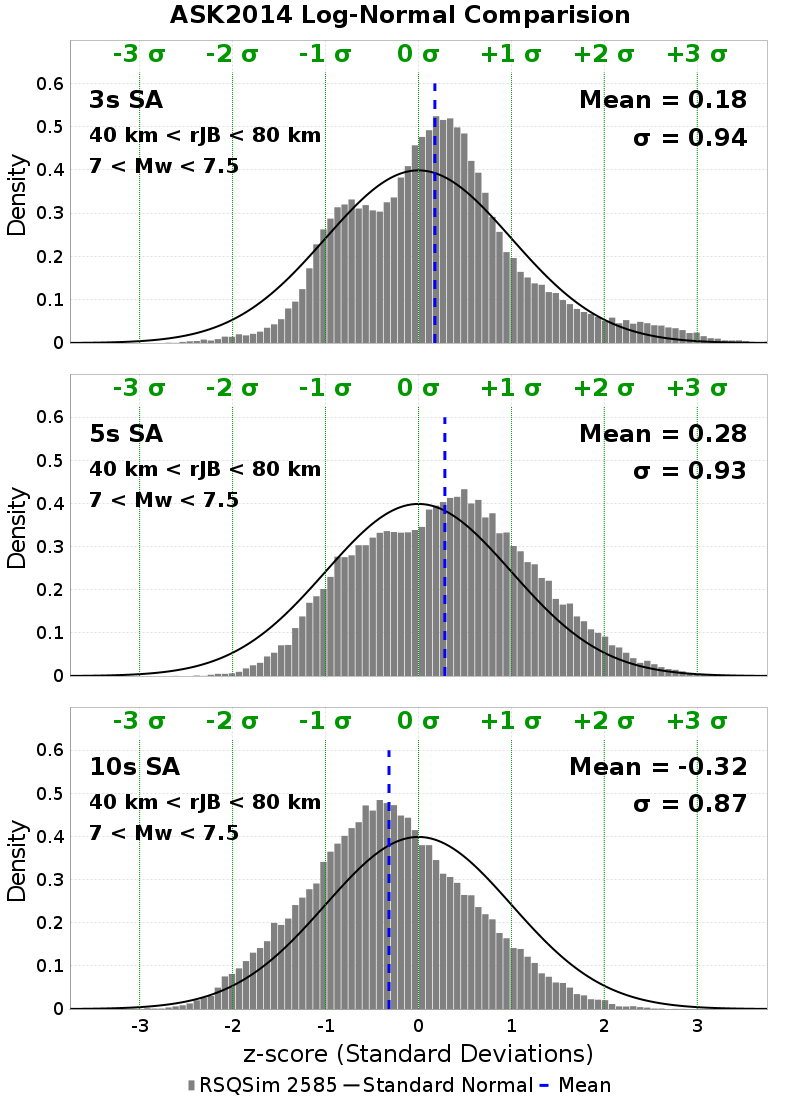 ASK2014 Log-Normal Comparision
-3 σ -2 σ -1 σ 0 σ +1 σ +2 σ +3 σ
0.6
3s SA Mean = 0.18
0.5
40 km < rJB < 80 km σ = 0.94
0.4
7 < Mw < 7.5
0.3
0.2
0.1
0
Density
-3 σ -2 σ -1 σ 0 σ +1 σ +2 σ +3 σ
0.6
5s SA Mean = 0.28
0.5
40 km < rJB < 80 km σ = 0.93
0.4
7 < Mw < 7.5
0.3
0.2
0.1
0
Density
-3 σ -2 σ -1 σ 0 σ +1 σ +2 σ +3 σ
0.6
10s SA Mean = -0.32
0.5
40 km < rJB < 80 km σ = 0.87
0.4
7 < Mw < 7.5
0.3
0.2
0.1
0
Density
-3 -2 -1 0 1 2 3
z-score (Standard Deviations)
RSQSim 2585 Standard Normal Mean